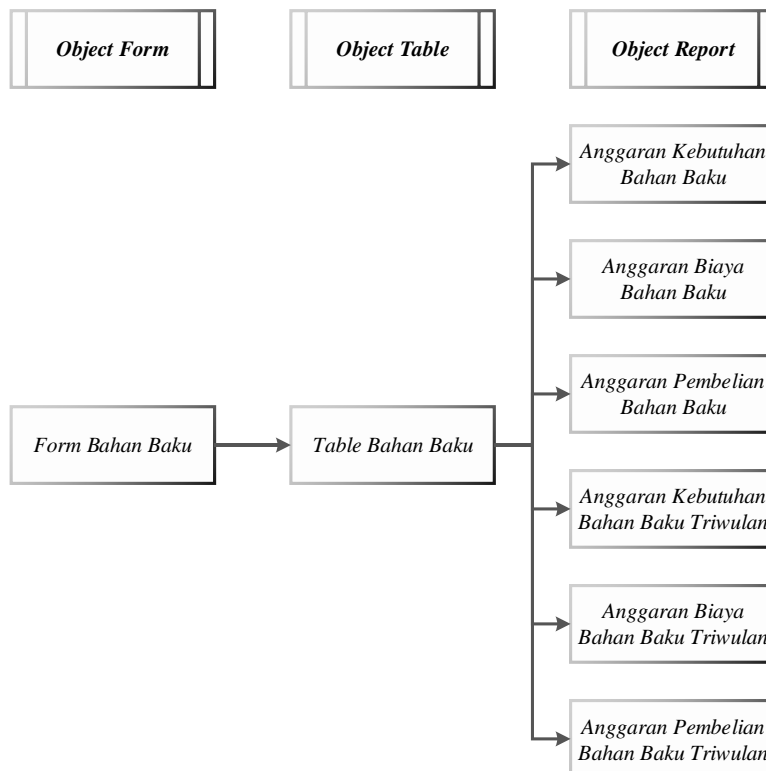 Object Form
Object Table
Object Report
Anggaran Kebutuhan
Bahan Baku
Anggaran Biaya
Bahan Baku
Anggaran Pembelian
Bahan Baku
Form Bahan Baku
Table Bahan Baku
Anggaran Kebutuhan
Bahan Baku Triwulan
Anggaran Biaya
Bahan Baku Triwulan
Anggaran Pembelian
Bahan Baku Triwulan